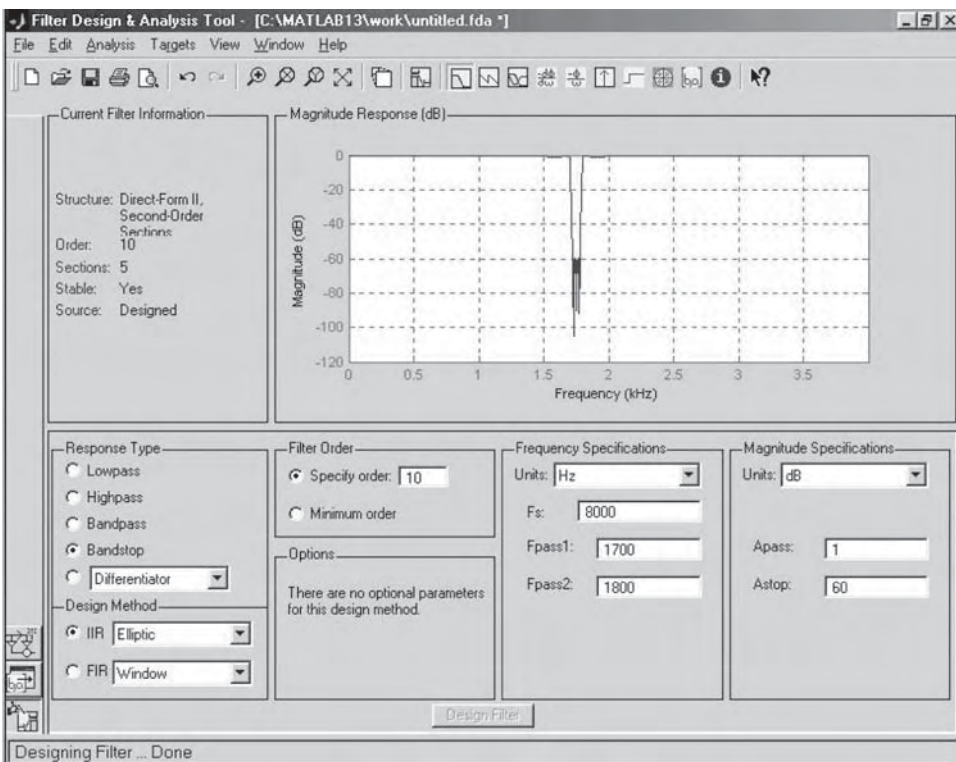 Filter Design & Analysis Tool - [C:\MATLAB13\work\untitled.fda *]
File Edit Analysis Targets View Window Help
Current Filter Information
Structure: Direct-Form II,
Second-Order
Sections
Order: 10
Sections: 5
Stable: Yes
Source: Designed
Magnitude Response (dB)
0
-20
-40
-60
-80
-100
-120
Magnitude (dB)
0 0.5 1 1.5 2 2.5 3 3.5
Frequency (kHz)
Response Type
Lowpass
Highpass
Bandpass
Bandstop
Differentiator
Design Method
IIR Elliptic
FIR Window
Filter Order
Specify order: 10
Minimum order
Options
There are no optional parameters
for this design method.
Frequency Specifications
Units: Hz
Fs: 8000
Fpass1: 1700
Fpass2: 1800
Magnitude Specifications
Units: dB
Apass: 1
Astop: 60
Design Filter
Designing Filter ... Done